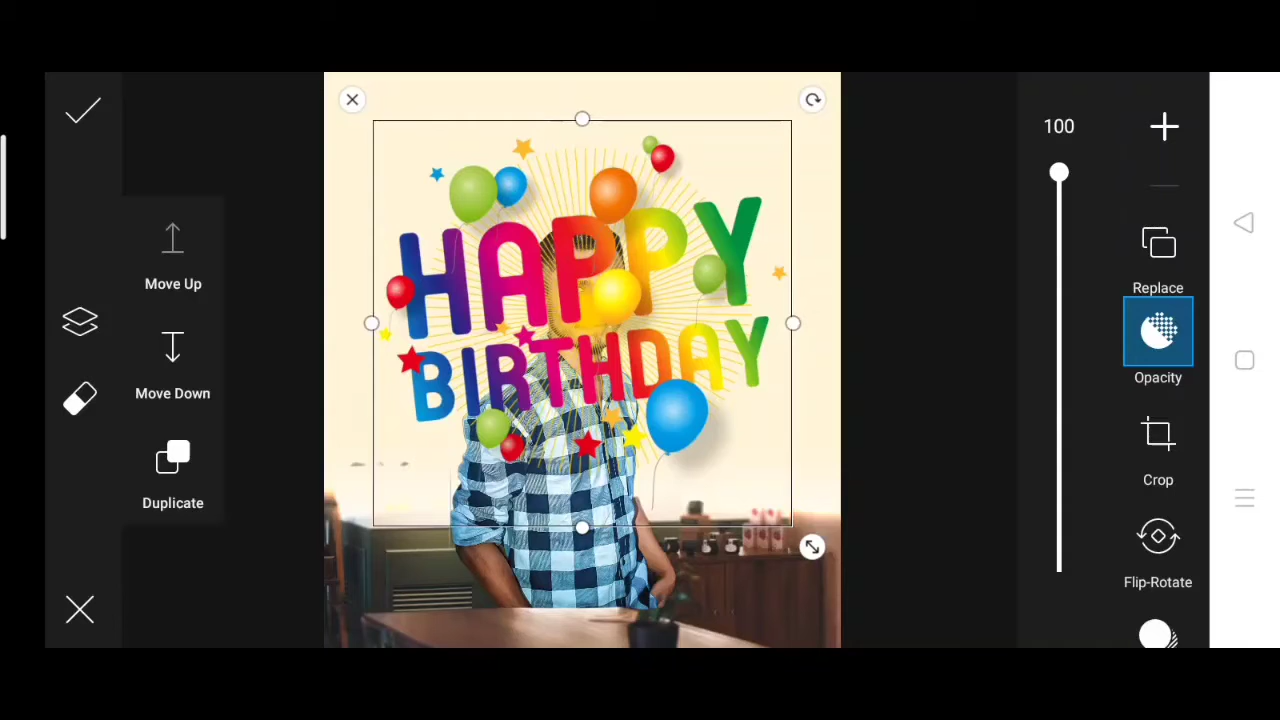 100
Move Up
Move Down
Duplicate
HAPPY
BIRTHDAY
Replace
Opacity
Crop
Flip-Rotate